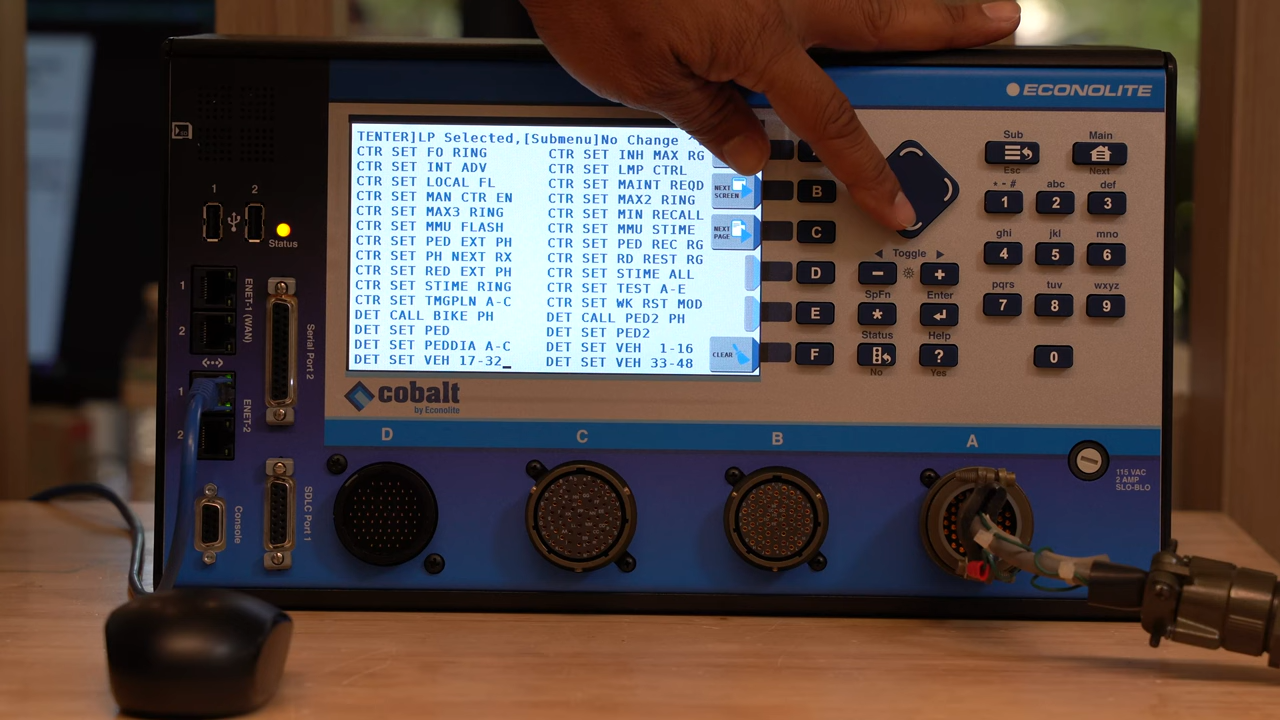 ECONOLITE
TENTER]LP Selected,[Submenu]No Change
CTR SET FO RING CTR SET INH MAX RG
CTR SET INT ADV CTR SET LMP CTRL
CTR SET LOCAL FL CTR SET MAINT REQD
CTR SET MAN CTR EN CTR SET MAX2 RING
CTR SET MAX3 RING CTR SET MIN RECALL
CTR SET MMU FLASH CTR SET MMU STIME
CTR SET PED EXT PH CTR SET PED REC RG
CTR SET PH NEXT RX CTR SET RD REST RG
CTR SET RED EXT PH CTR SET STIME ALL
CTR SET STIME RING CTR SET TEST A-E
CTR SET TMGPLN A-C CTR SET WK RST MOD
DET CALL BIKE PH DET CALL PED2 PH
DET SET PED DET SET PED2
DET SET PEDDIA A-C DET SET VEH 1-16
DET SET VEH 17-32_ DET SET VEH 33-48
NEXT
SCREEN
NEXT
PAGE
CLEAR
B
C
D
E
F
Toggle
- +
SpFn Enter
*
Status Help
?
No Yes
Sub Main
Esc Next
* - # abc def
1 2 3
ghi jkl mno
4 5 6
pqrs tuv wxyz
7 8 9
0
1 2
Status
1
2
ENET-1 (WAN)
Serial Port 2
1
2
ENET-2
Console
SDLC Port 1
cobalt
by Econolite
D C B A
115 VAC
2 AMP
SLO-BLO